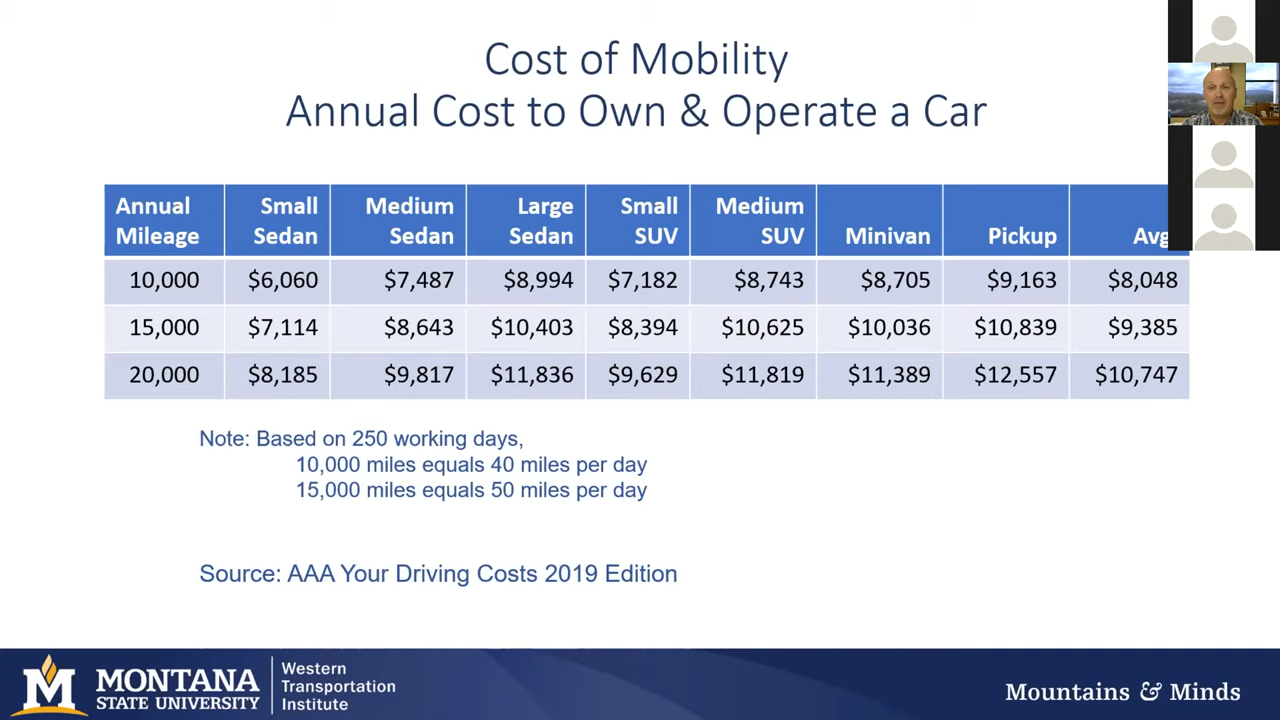 Cost of Mobility
Annual Cost to Own & Operate a Car
Annual Mileage Small Sedan Medium Sedan Large Sedan Small SUV Medium SUV Minivan Pickup Avg
10,000 $6,060 $7,487 $8,994 $7,182 $8,743 $8,705 $9,163 $8,048
15,000 $7,114 $8,643 $10,403 $8,394 $10,625 $10,036 $10,839 $9,385
20,000 $8,185 $9,817 $11,836 $9,629 $11,819 $11,389 $12,557 $10,747
Note: Based on 250 working days,
10,000 miles equals 40 miles per day
15,000 miles equals 50 miles per day
Source: AAA Your Driving Costs 2019 Edition
M MONTANA
STATE UNIVERSITY
Western
Transportation
Institute
Mountains & Minds